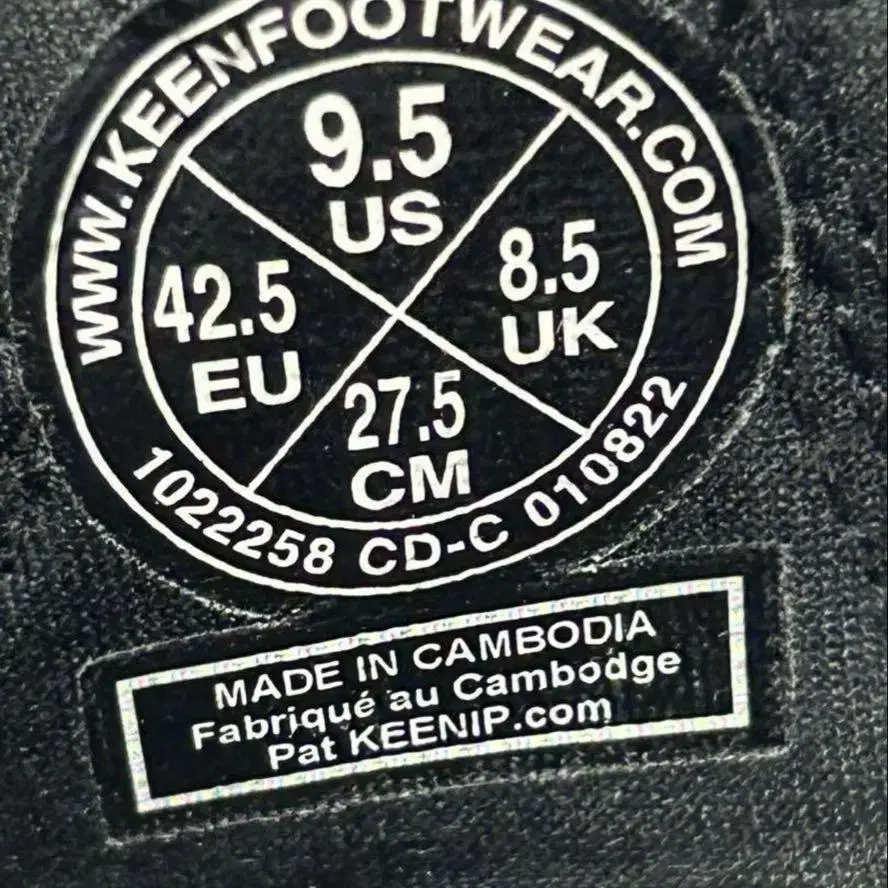 WWW.KEENFOOTWEAR.COM
9.5
US
42.5
EU
8.5
UK
27.5
CM
1022258 CD-C 010822
MADE IN CAMBODIA
Fabriqué au Cambodge
Pat KEENIP.com